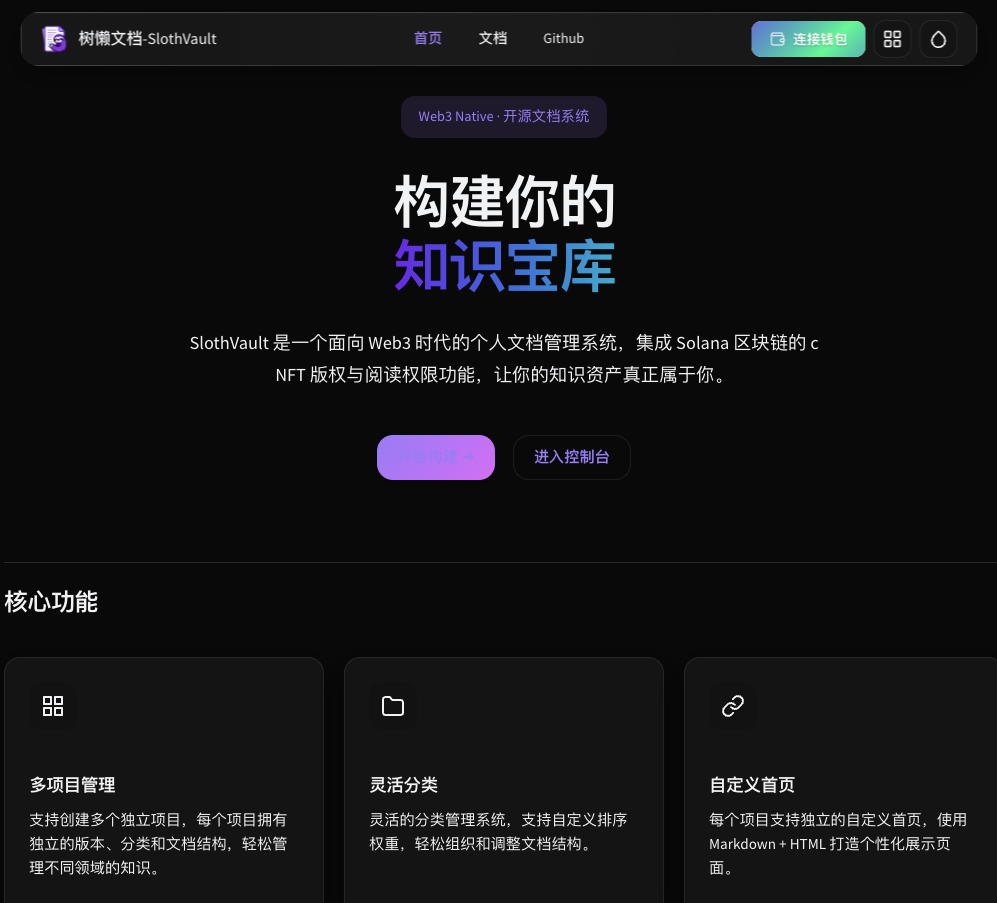 树懒文档-SlothVault
首页
文档
Github
连接钱包
Web3 Native · 开源文档系统
构建你的
知识宝库
SlothVault 是一个面向 Web3 时代的个人文档管理系统，集成 Solana 区块链的 c
NFT 版权与阅读权限功能，让你的知识资产真正属于你。
开始构建 →
进入控制台
核心功能
多项目管理
支持创建多个独立项目，每个项目拥有
独立的版本、分类和文档结构，轻松管
理不同领域的知识。
灵活分类
灵活的分类管理系统，支持自定义排序
权重，轻松组织和调整文档结构。
自定义首页
每个项目支持独立的自定义首页，使用
Markdown + HTML 打造个性化展示页
面。